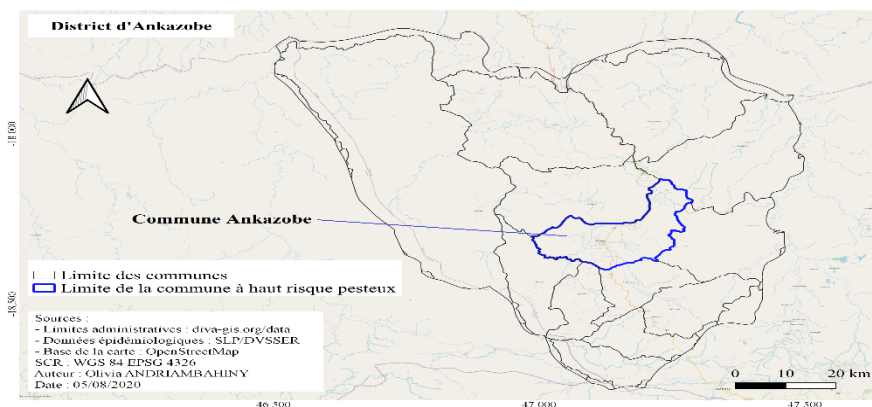 District d'Ankazobe
-18.000
Commune Ankazobe
Limite des communes
Limite de la commune à haut risque pesteux
-18.500
Sources :
- Limites administratives : diva-gis.org/data
- Données épidémiologiques : SLP/DVSSER
- Base de la carte : OpenStreetMap
SCR : WGS 84 EPSG 4326
Auteur : Olivia ANDRIAMBAHINY
Date : 05/08/2020
0 10 20 km
46.500 47.000 47.500